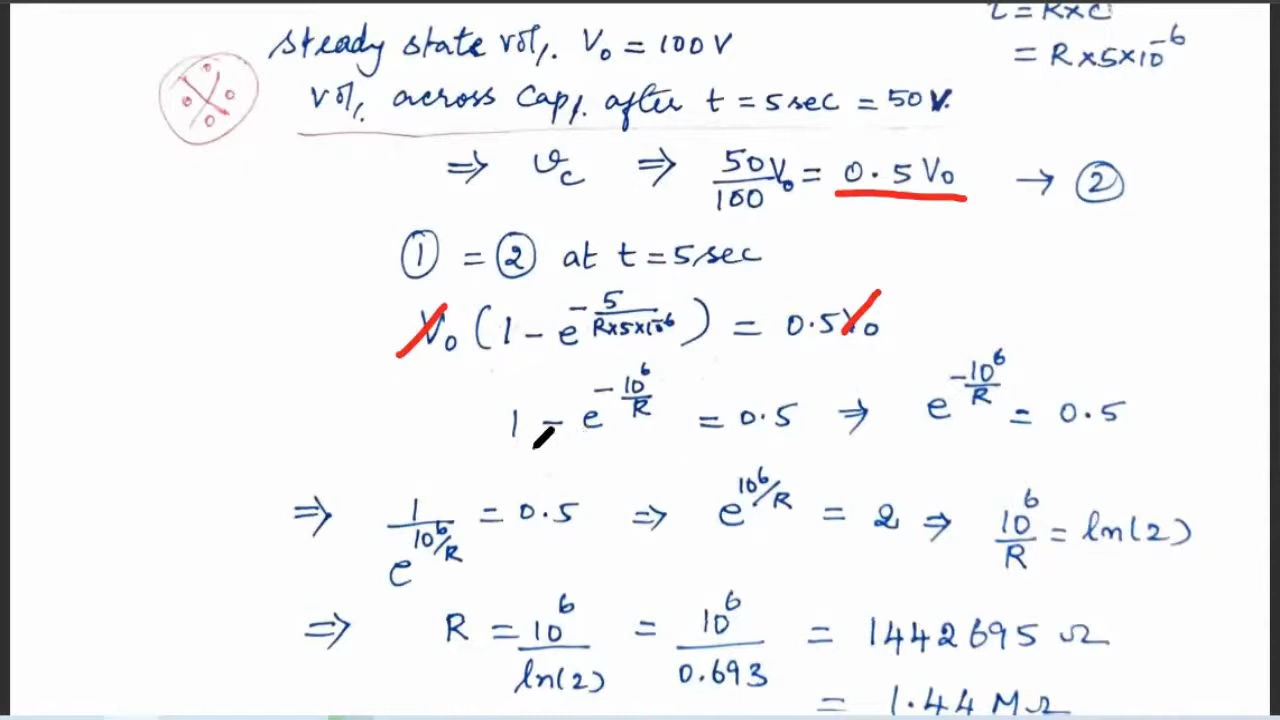 τ = R×C
= R×5×10⁻⁶
steady state vol, V₀ = 100V
vol, across Cap, after t = 5 sec = 50V.
⇒ υ_c ⇒ 50/100 V₀ = 0.5 V₀ → ②
① = ② at t = 5 sec
V₀ (1 - e^(-5/(R×5×10⁻⁶))) = 0.5 V₀
1 - e^(-10⁶/R) = 0.5 ⇒ e^(-10⁶/R) = 0.5
⇒ 1/e^(10⁶/R) = 0.5 ⇒ e^(10⁶/R) = 2 ⇒ 10⁶/R = ln(2)
⇒ R = 10⁶/ln(2) = 10⁶/0.693 = 1442695 Ω
= 1.44 MΩ